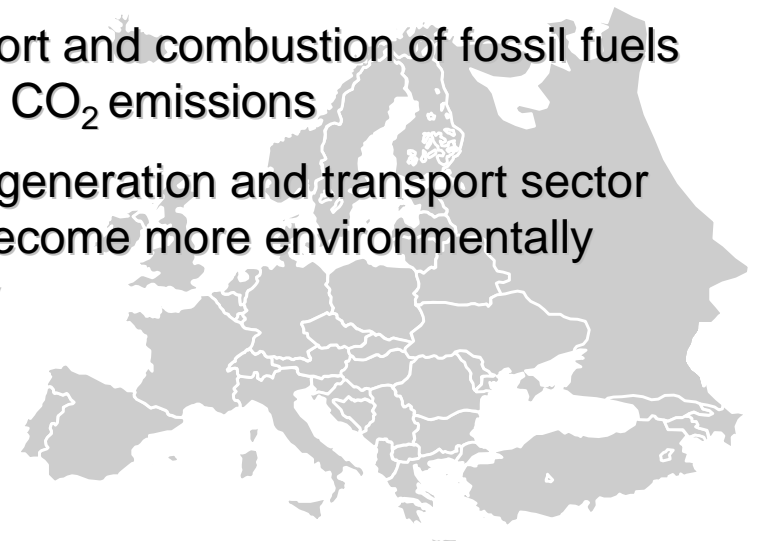 ort and combustion of fossil fuels
CO₂ emissions
generation and transport sector
ecome more environmentally